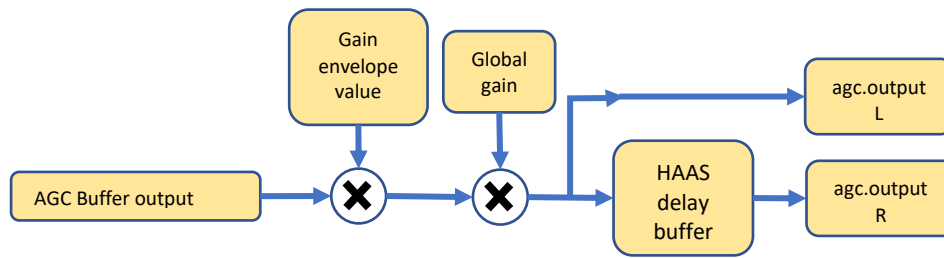 Gain
envelope
value
Global
gain
agc.output
L
AGC Buffer output
HAAS
delay
buffer
agc.output
R